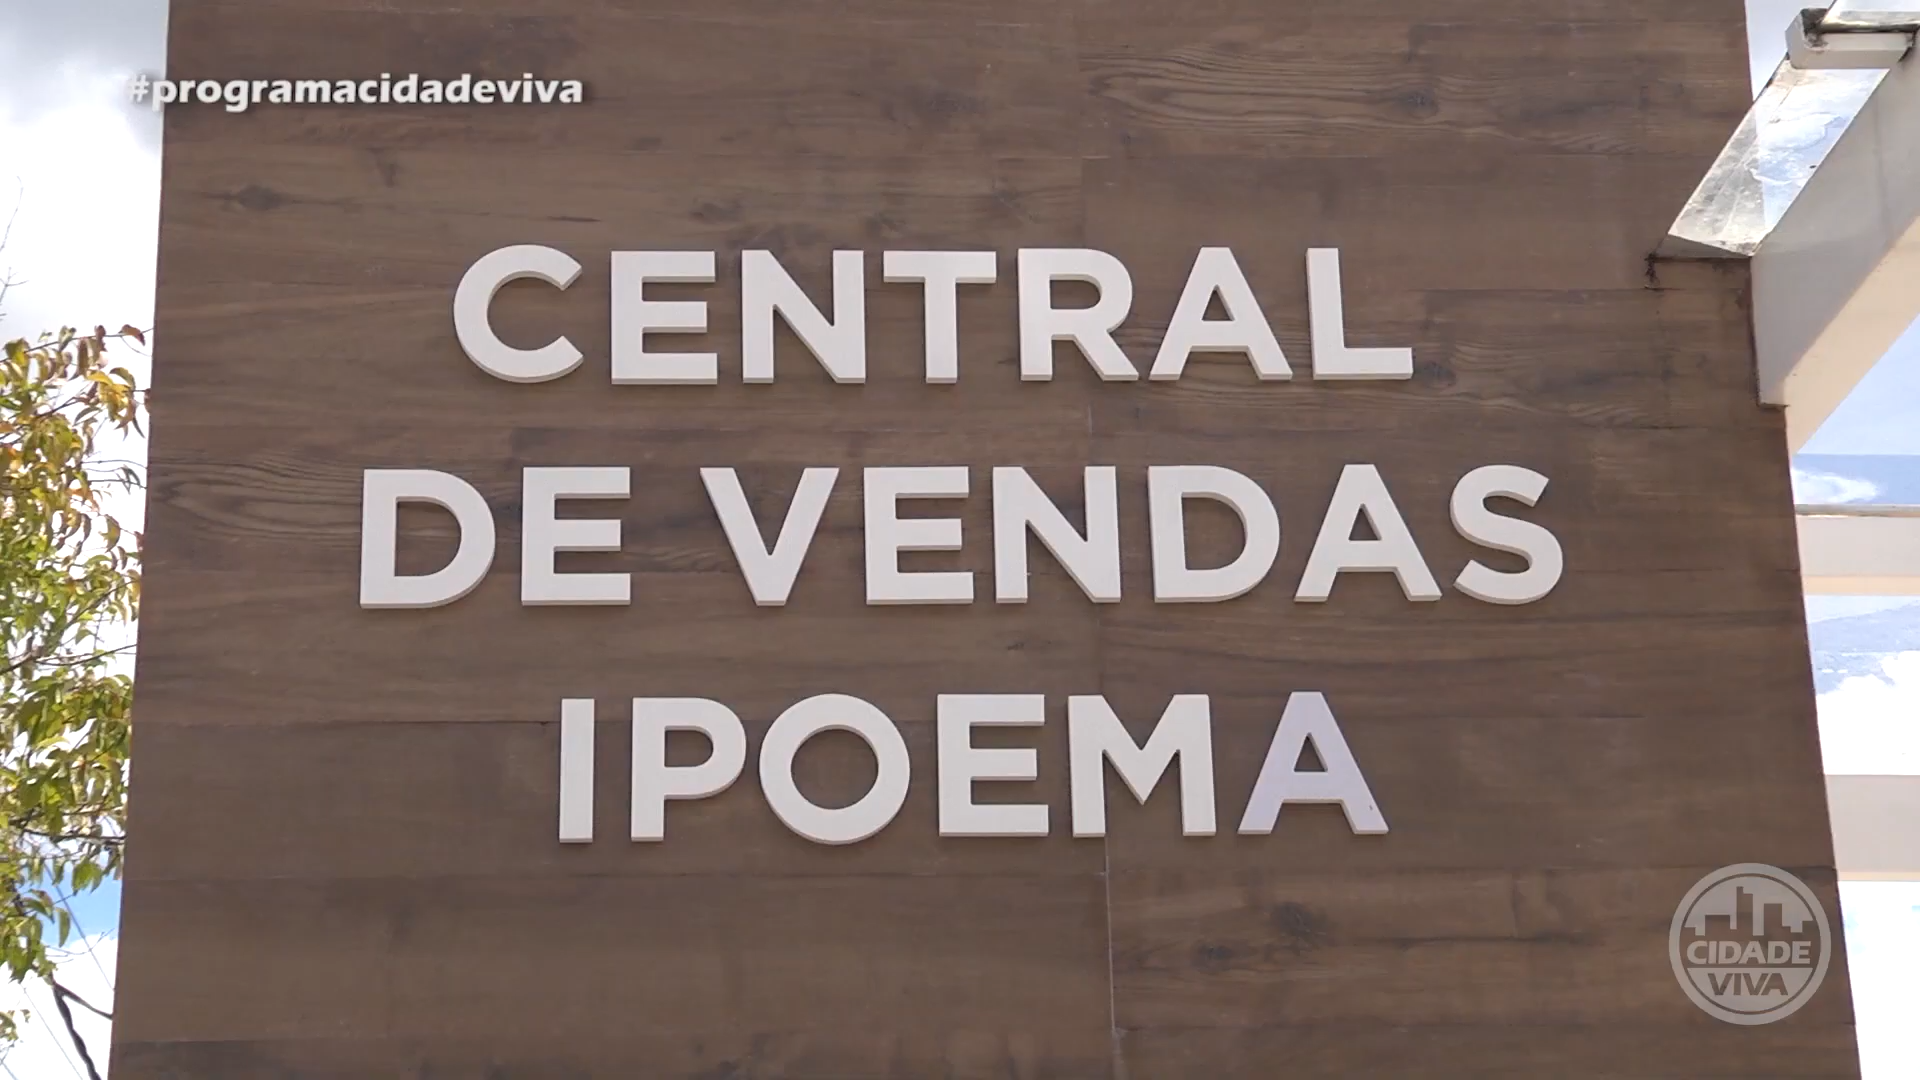 #programacidadeviva
CENTRAL
DE VENDAS
IPOEMA
CIDADE
VIVA